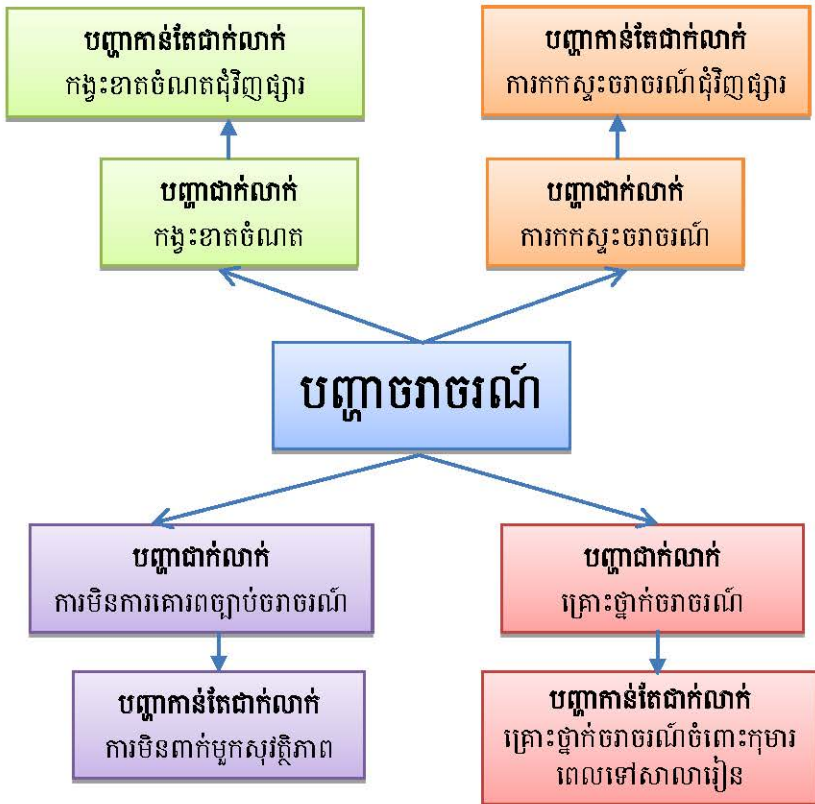 បញ្ហាកាន់តែជាក់លាក់
កង្វះខាតចំណតជុំវិញផ្សារ
បញ្ហាកាន់តែជាក់លាក់
ការកកស្ទះចរាចរណ៍ជុំវិញផ្សារ
បញ្ហាជាក់លាក់
កង្វះខាតចំណត
បញ្ហាជាក់លាក់
ការកកស្ទះចរាចរណ៍
បញ្ហាចរាចរណ៍
បញ្ហាជាក់លាក់
ការមិនការគោរពច្បាប់ចរាចរណ៍
បញ្ហាជាក់លាក់
គ្រោះថ្នាក់ចរាចរណ៍
បញ្ហាកាន់តែជាក់លាក់
ការមិនពាក់មួកសុវត្ថិភាព
បញ្ហាកាន់តែជាក់លាក់
គ្រោះថ្នាក់ចរាចរណ៍ចំពោះកុមារ
ពេលទៅសាលារៀន